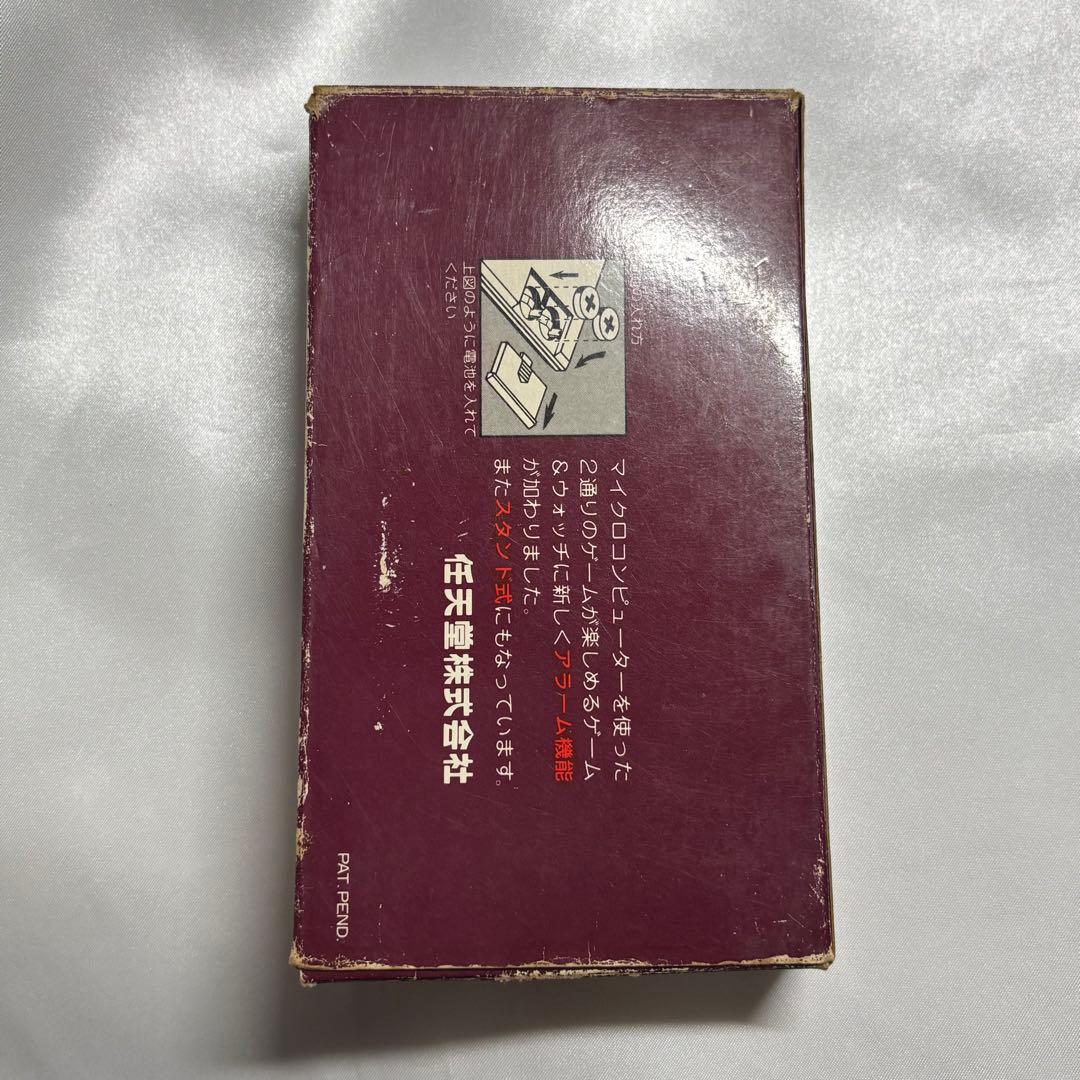 の入れ方
上図のように電池を入れて
ください
マイクロコンピューターを使った
2通りのゲームが楽しめるゲーム
&ウォッチに新しくアラーム機能
が加わりました。
またスタンド式にもなっています。
任天堂株式会社
PAT. PEND.